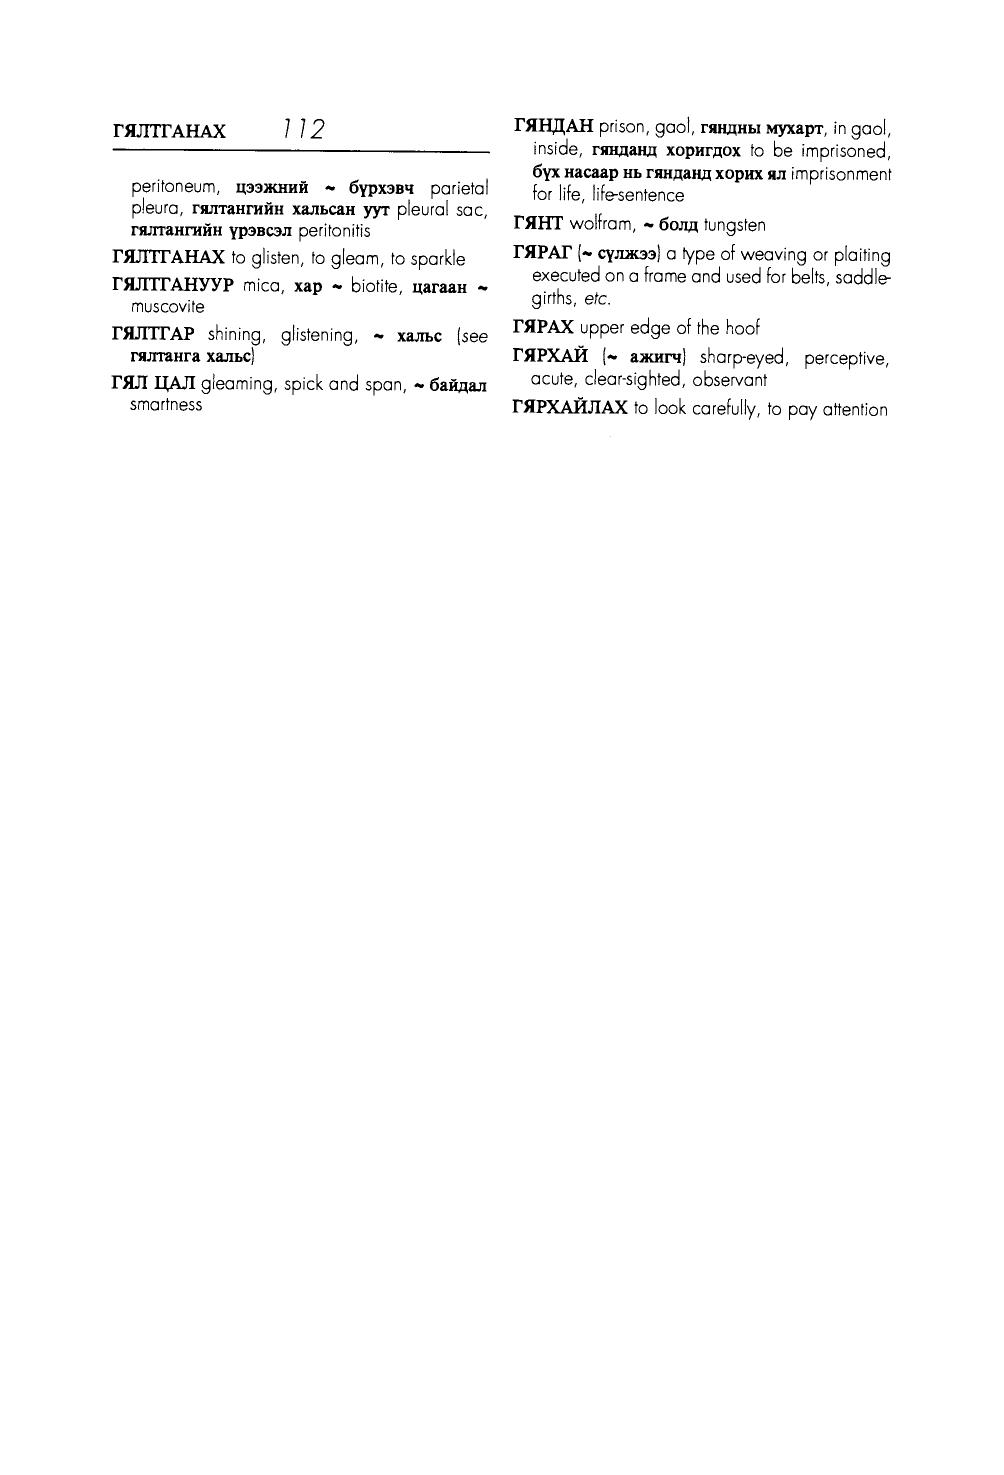 ГЯЛТГАНАХ 112
peritoneum, цээжний ~ бүрхэвч parietal
pleura, гялтангийн хальсан уут pleural sac,
гялтангийн үрэвсэл peritonitis
ГЯЛТГАНАХ to glisten, to gleam, to sparkle
ГЯЛТГАНУУР mica, хар ~ biotite, цагаан ~
muscovite
ГЯЛТГАР shining, glistening, ~ хальс (see
гялтанга хальс)
ГЯЛ ЦАЛ gleaming, spick and span, ~ байдал
smartness
ГЯНДАН prison, gaol, гяндны мухарт, in gaol,
inside, гянданд хоригдох to be imprisoned,
бүх насаар нь гянданд хорих ял imprisonment
for life, life-sentence
ГЯНТ wolfram, ~ болд tungsten
ГЯРАГ (~ сүлжээ) a type of weaving or plaiting
executed on a frame and used for belts, saddle-
girths, etc.
ГЯРАХ upper edge of the hoof
ГЯРХАЙ (~ ажигч) sharp-eyed, perceptive,
acute, clear-sighted, observant
ГЯРХАЙЛАХ to look carefully, to pay attention